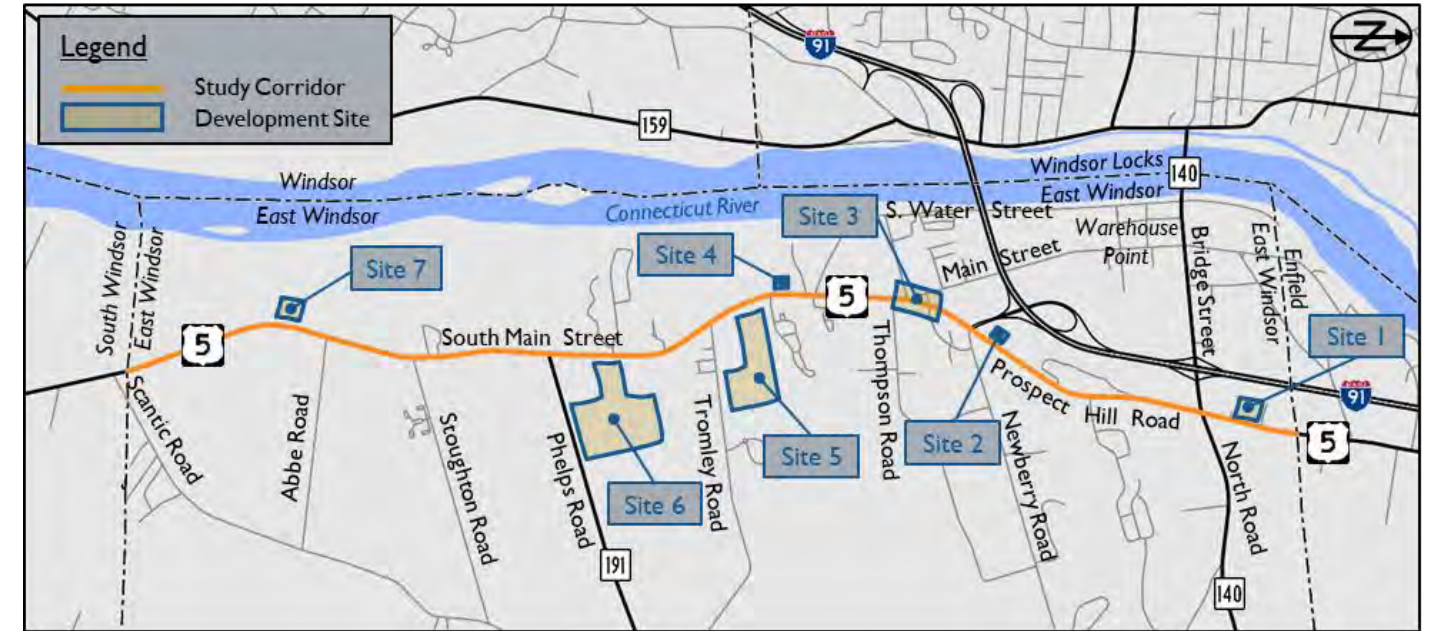 Legend
Study Corridor
Development Site
N
91
159
Windsor
East Windsor
Connecticut River
Windsor Locks
East Windsor
140
S. Water Street
Warehouse
Point
Main Street
Bridge Street
Enfield
East Windsor
Site 3
Site 4
Site 7
Site 1
South Windsor
East Windsor
5
South Main Street
5
Thompson Road
Prospect Hill Road
91
5
Scantic Road
Abbe Road
Stoughton Road
Phelps Road
Tromley Road
Site 5
Site 2
Newberry Road
North Road
Site 6
191
140